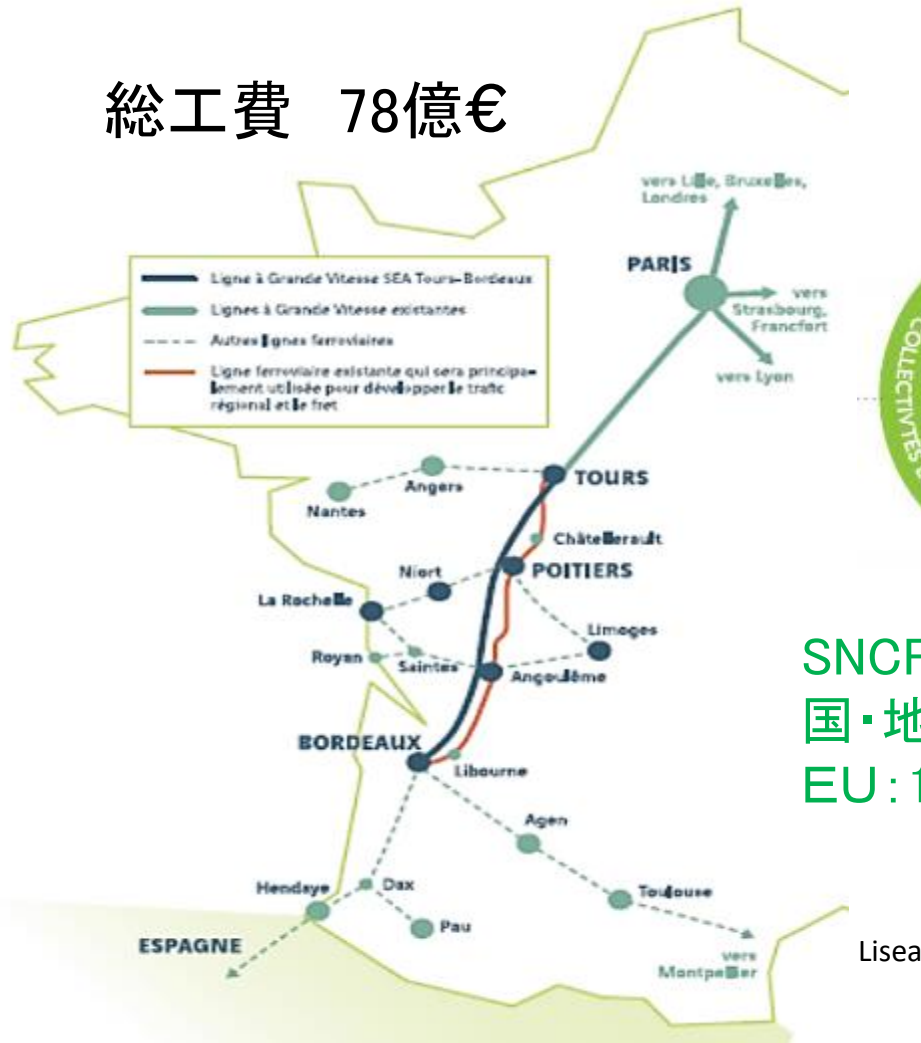 総工費　78億€
vers Lille, Bruxelles,
Londres
PARIS
vers
Strasbourg,
Francfort
vers Lyon
Ligne à Grande Vitesse SEA Tours-Bordeaux
Lignes à Grande Vitesse existantes
Autres lignes ferroviaires
Ligne ferroviaire existante qui sera principa-
lement utilisée pour développer le trafic
régional et le fret
COLLECTIVTES
TOURS
Angers
Nantes
Châtellerault
POITIERS
Niort
La Rochelle
Limoges
Royan
Saintes
Angoulême
BORDEAUX
Libourne
SNCF
国・地
EU:1
Agen
Hendaye
Dax
Toulouse
Pau
ESPAGNE
vers
Montpellier
Lisea